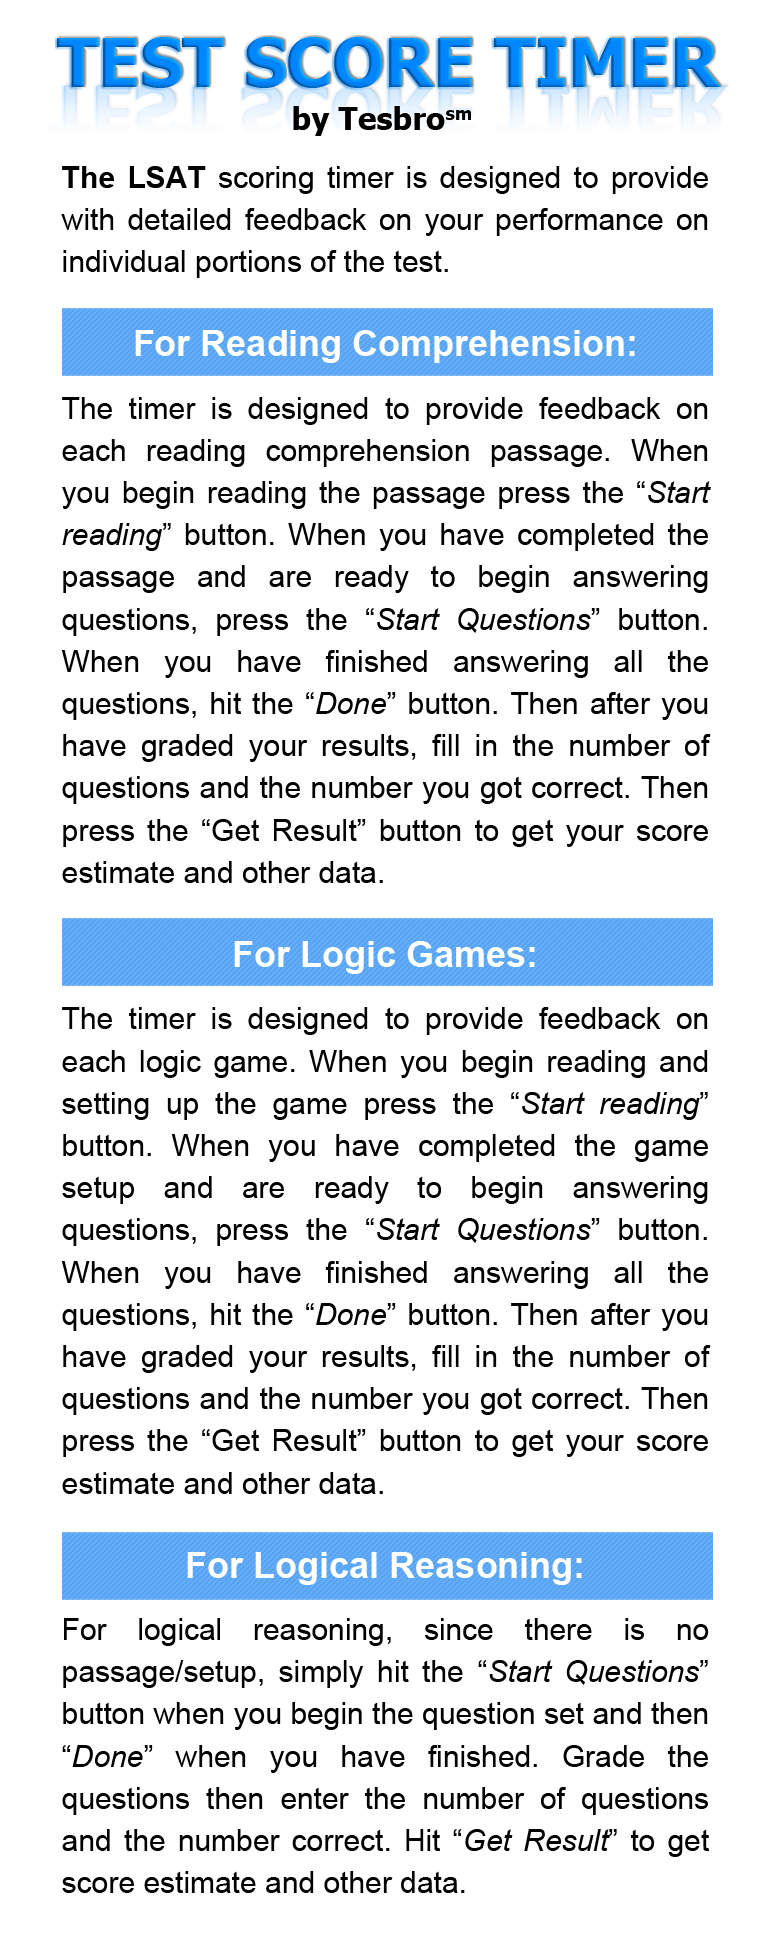 TEST SCORE TIMER
by Tesbro℠
The LSAT scoring timer is designed to provide
with detailed feedback on your performance on
individual portions of the test.
For Reading Comprehension:
The timer is designed to provide feedback on
each reading comprehension passage. When
you begin reading the passage press the “Start
reading” button. When you have completed the
passage and are ready to begin answering
questions, press the “Start Questions” button.
When you have finished answering all the
questions, hit the “Done” button. Then after you
have graded your results, fill in the number of
questions and the number you got correct. Then
press the “Get Result” button to get your score
estimate and other data.
For Logic Games:
The timer is designed to provide feedback on
each logic game. When you begin reading and
setting up the game press the “Start reading”
button. When you have completed the game
setup and are ready to begin answering
questions, press the “Start Questions” button.
When you have finished answering all the
questions, hit the “Done” button. Then after you
have graded your results, fill in the number of
questions and the number you got correct. Then
press the “Get Result” button to get your score
estimate and other data.
For Logical Reasoning:
For logical reasoning, since there is no
passage/setup, simply hit the “Start Questions”
button when you begin the question set and then
“Done” when you have finished. Grade the
questions then enter the number of questions
and the number correct. Hit “Get Result” to get
score estimate and other data.